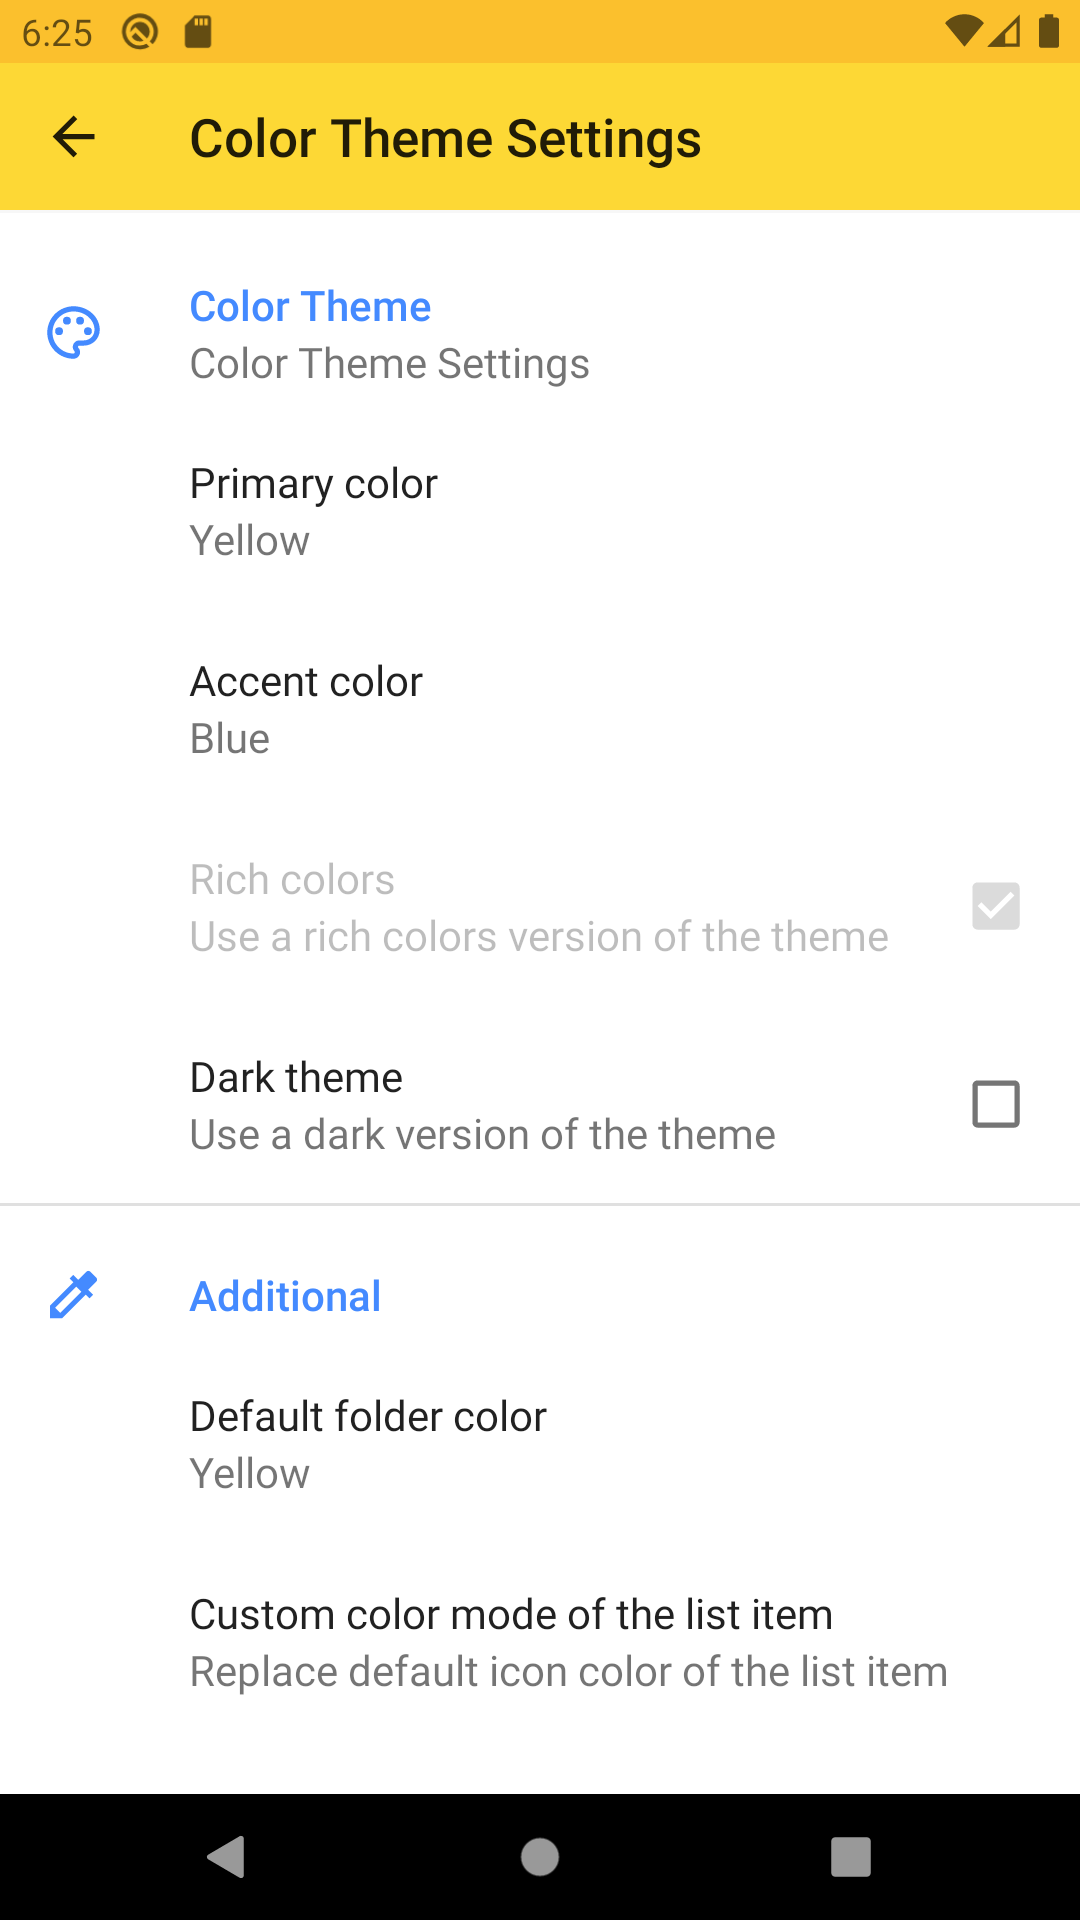 6:25
Color Theme Settings
Color Theme
Color Theme Settings
Primary color
Yellow
Accent color
Blue
Rich colors
Use a rich colors version of the theme
Dark theme
Use a dark version of the theme
Additional
Default folder color
Yellow
Custom color mode of the list item
Replace default icon color of the list item